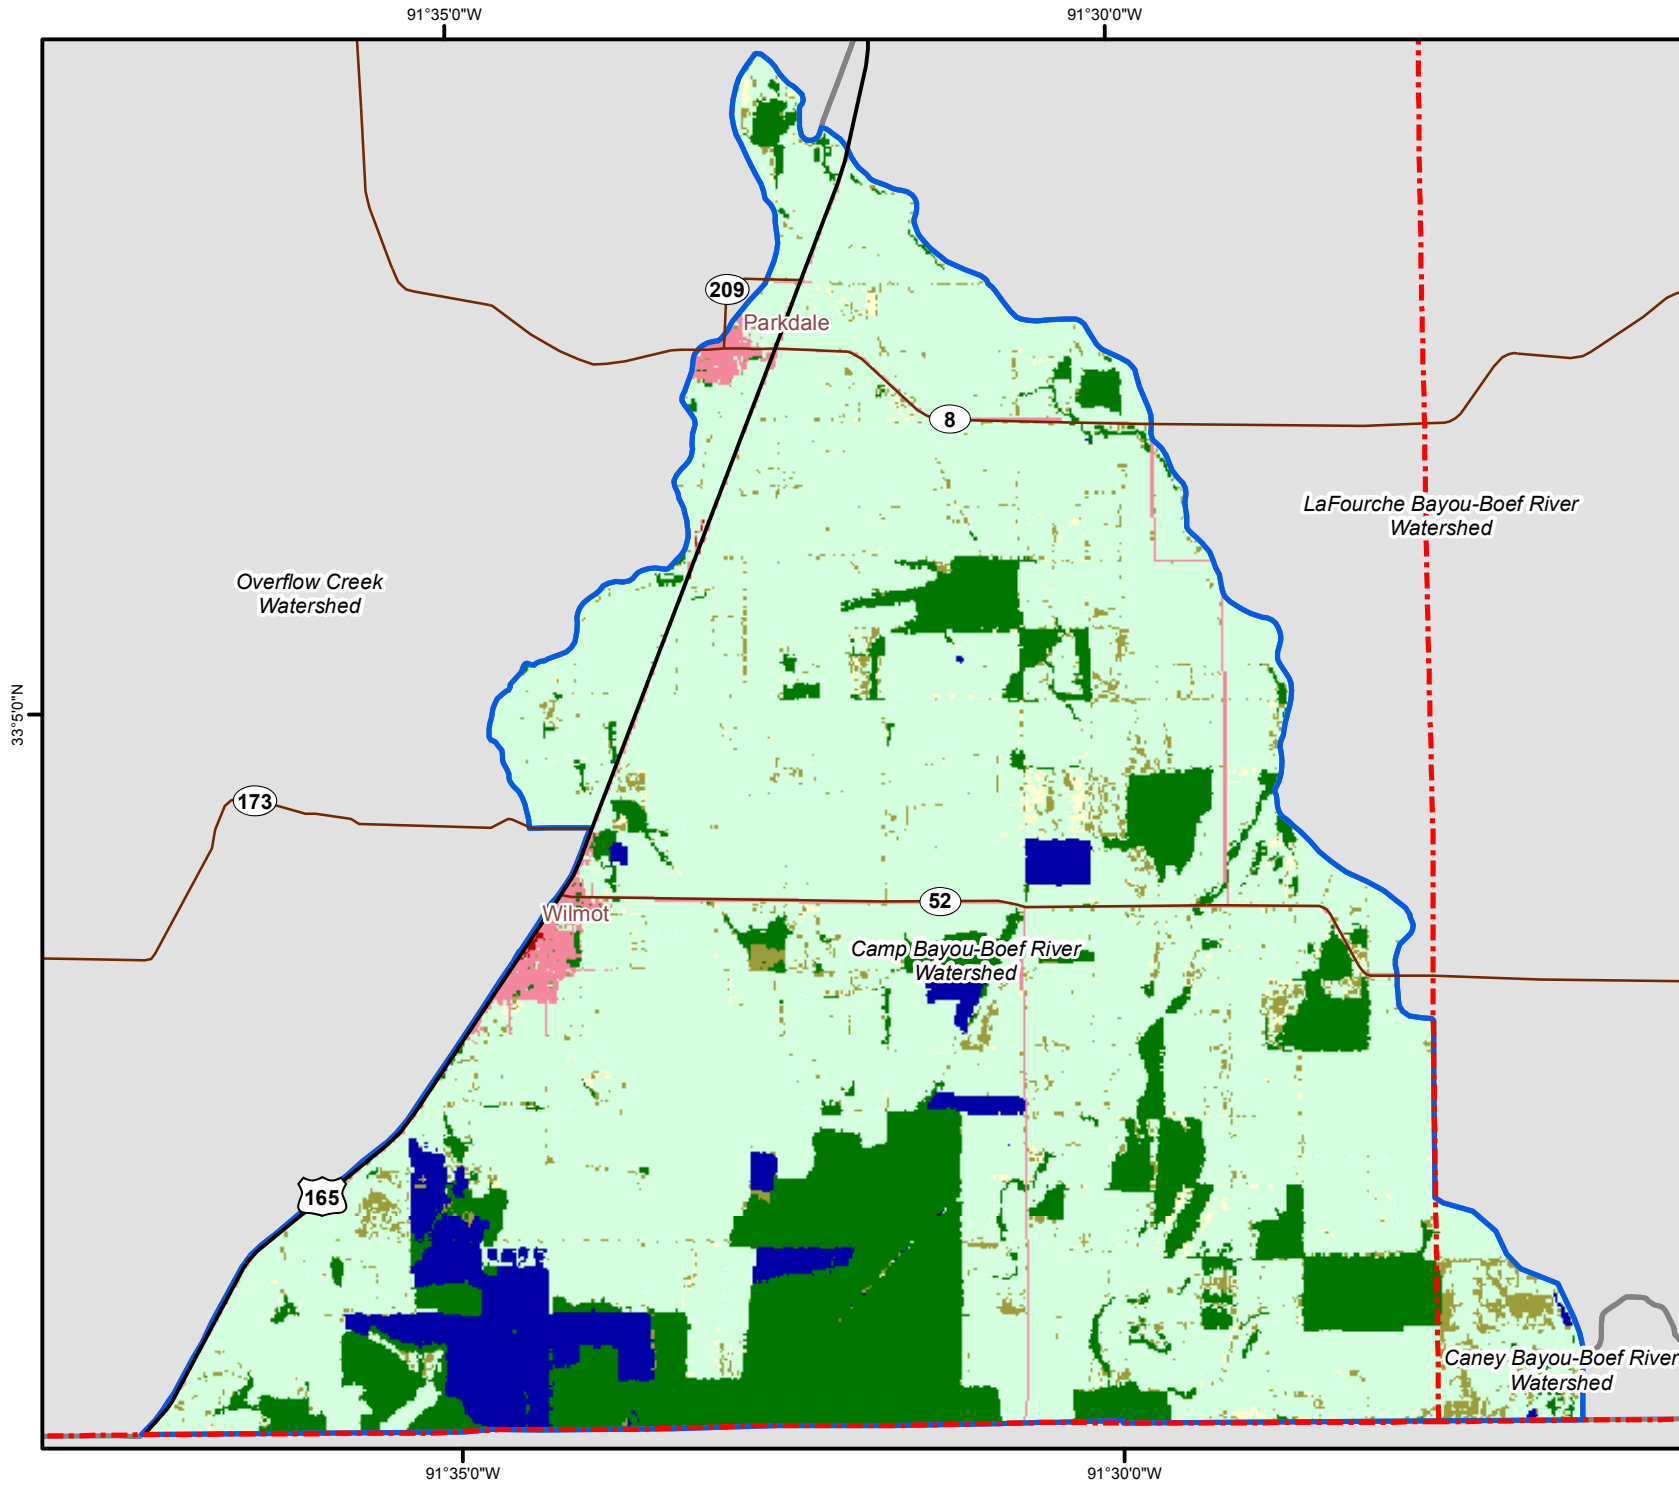 91°35'0"W
91°30'0"W
209
Parkdale
8
LaFourche Bayou-Boef River
Watershed
Overflow Creek
Watershed
33°5'0"N
173
52
Wilmot
Camp Bayou-Boef River
Watershed
165
Caney Bayou-Boef River
Watershed
91°35'0"W
91°30'0"W